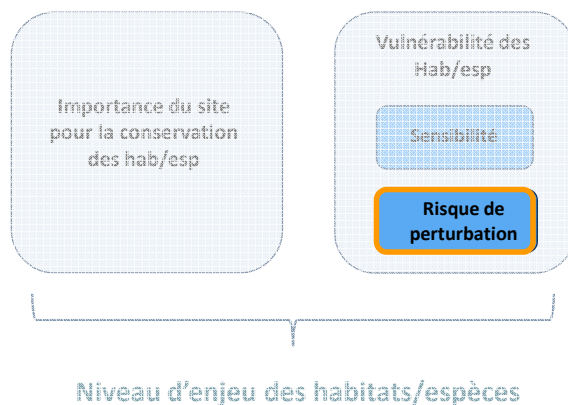 Importance du site
pour la conservation
des hab/esp
Vulnérabilité des
Hab/esp
Sensibilité
Risque de
perturbation
Niveau d'enjeu des habitats/espèces